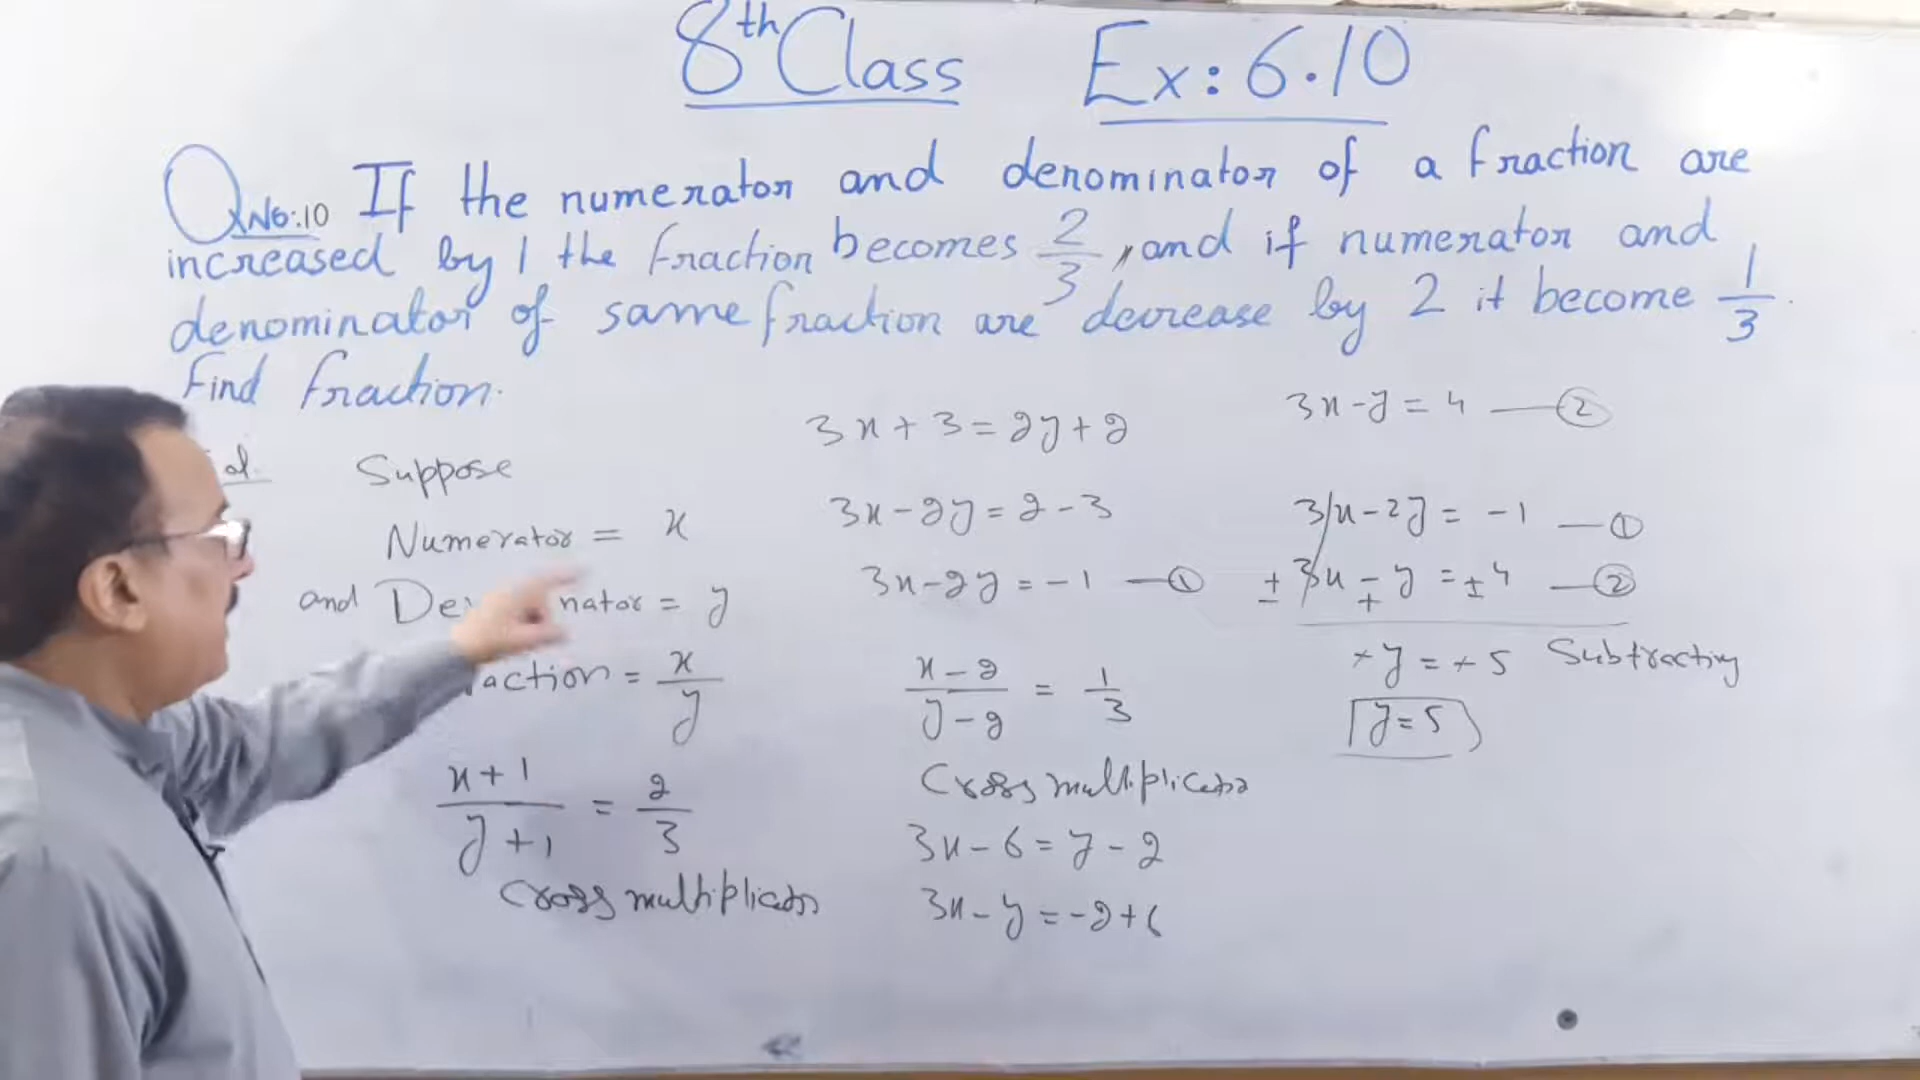 8th Class Ex: 6.10
Q No:10 If the numerator and denominator of a fraction are
increased by 1 the fraction becomes 2/3, and if numerator and
denominator of same fraction are decrease by 2 it become 1/3.
Find fraction.
Suppose
Numerator = x
and De nator = y
action = x/y
(x+1)/(y+1) = 2/3
Cross multiplication
3x + 3 = 2y + 2
3x - 2y = 2 - 3
3x - 2y = -1 — ①
(x - 2)/(y - 2) = 1/3
Cross multiplication
3x - 6 = y - 2
3x - y = -2 + 6
3x - y = 4 — ②
3x - 2y = -1 — ①
± 3x - y = ± 4 — ②
+
+ y = + 5 Subtracting
y = 5